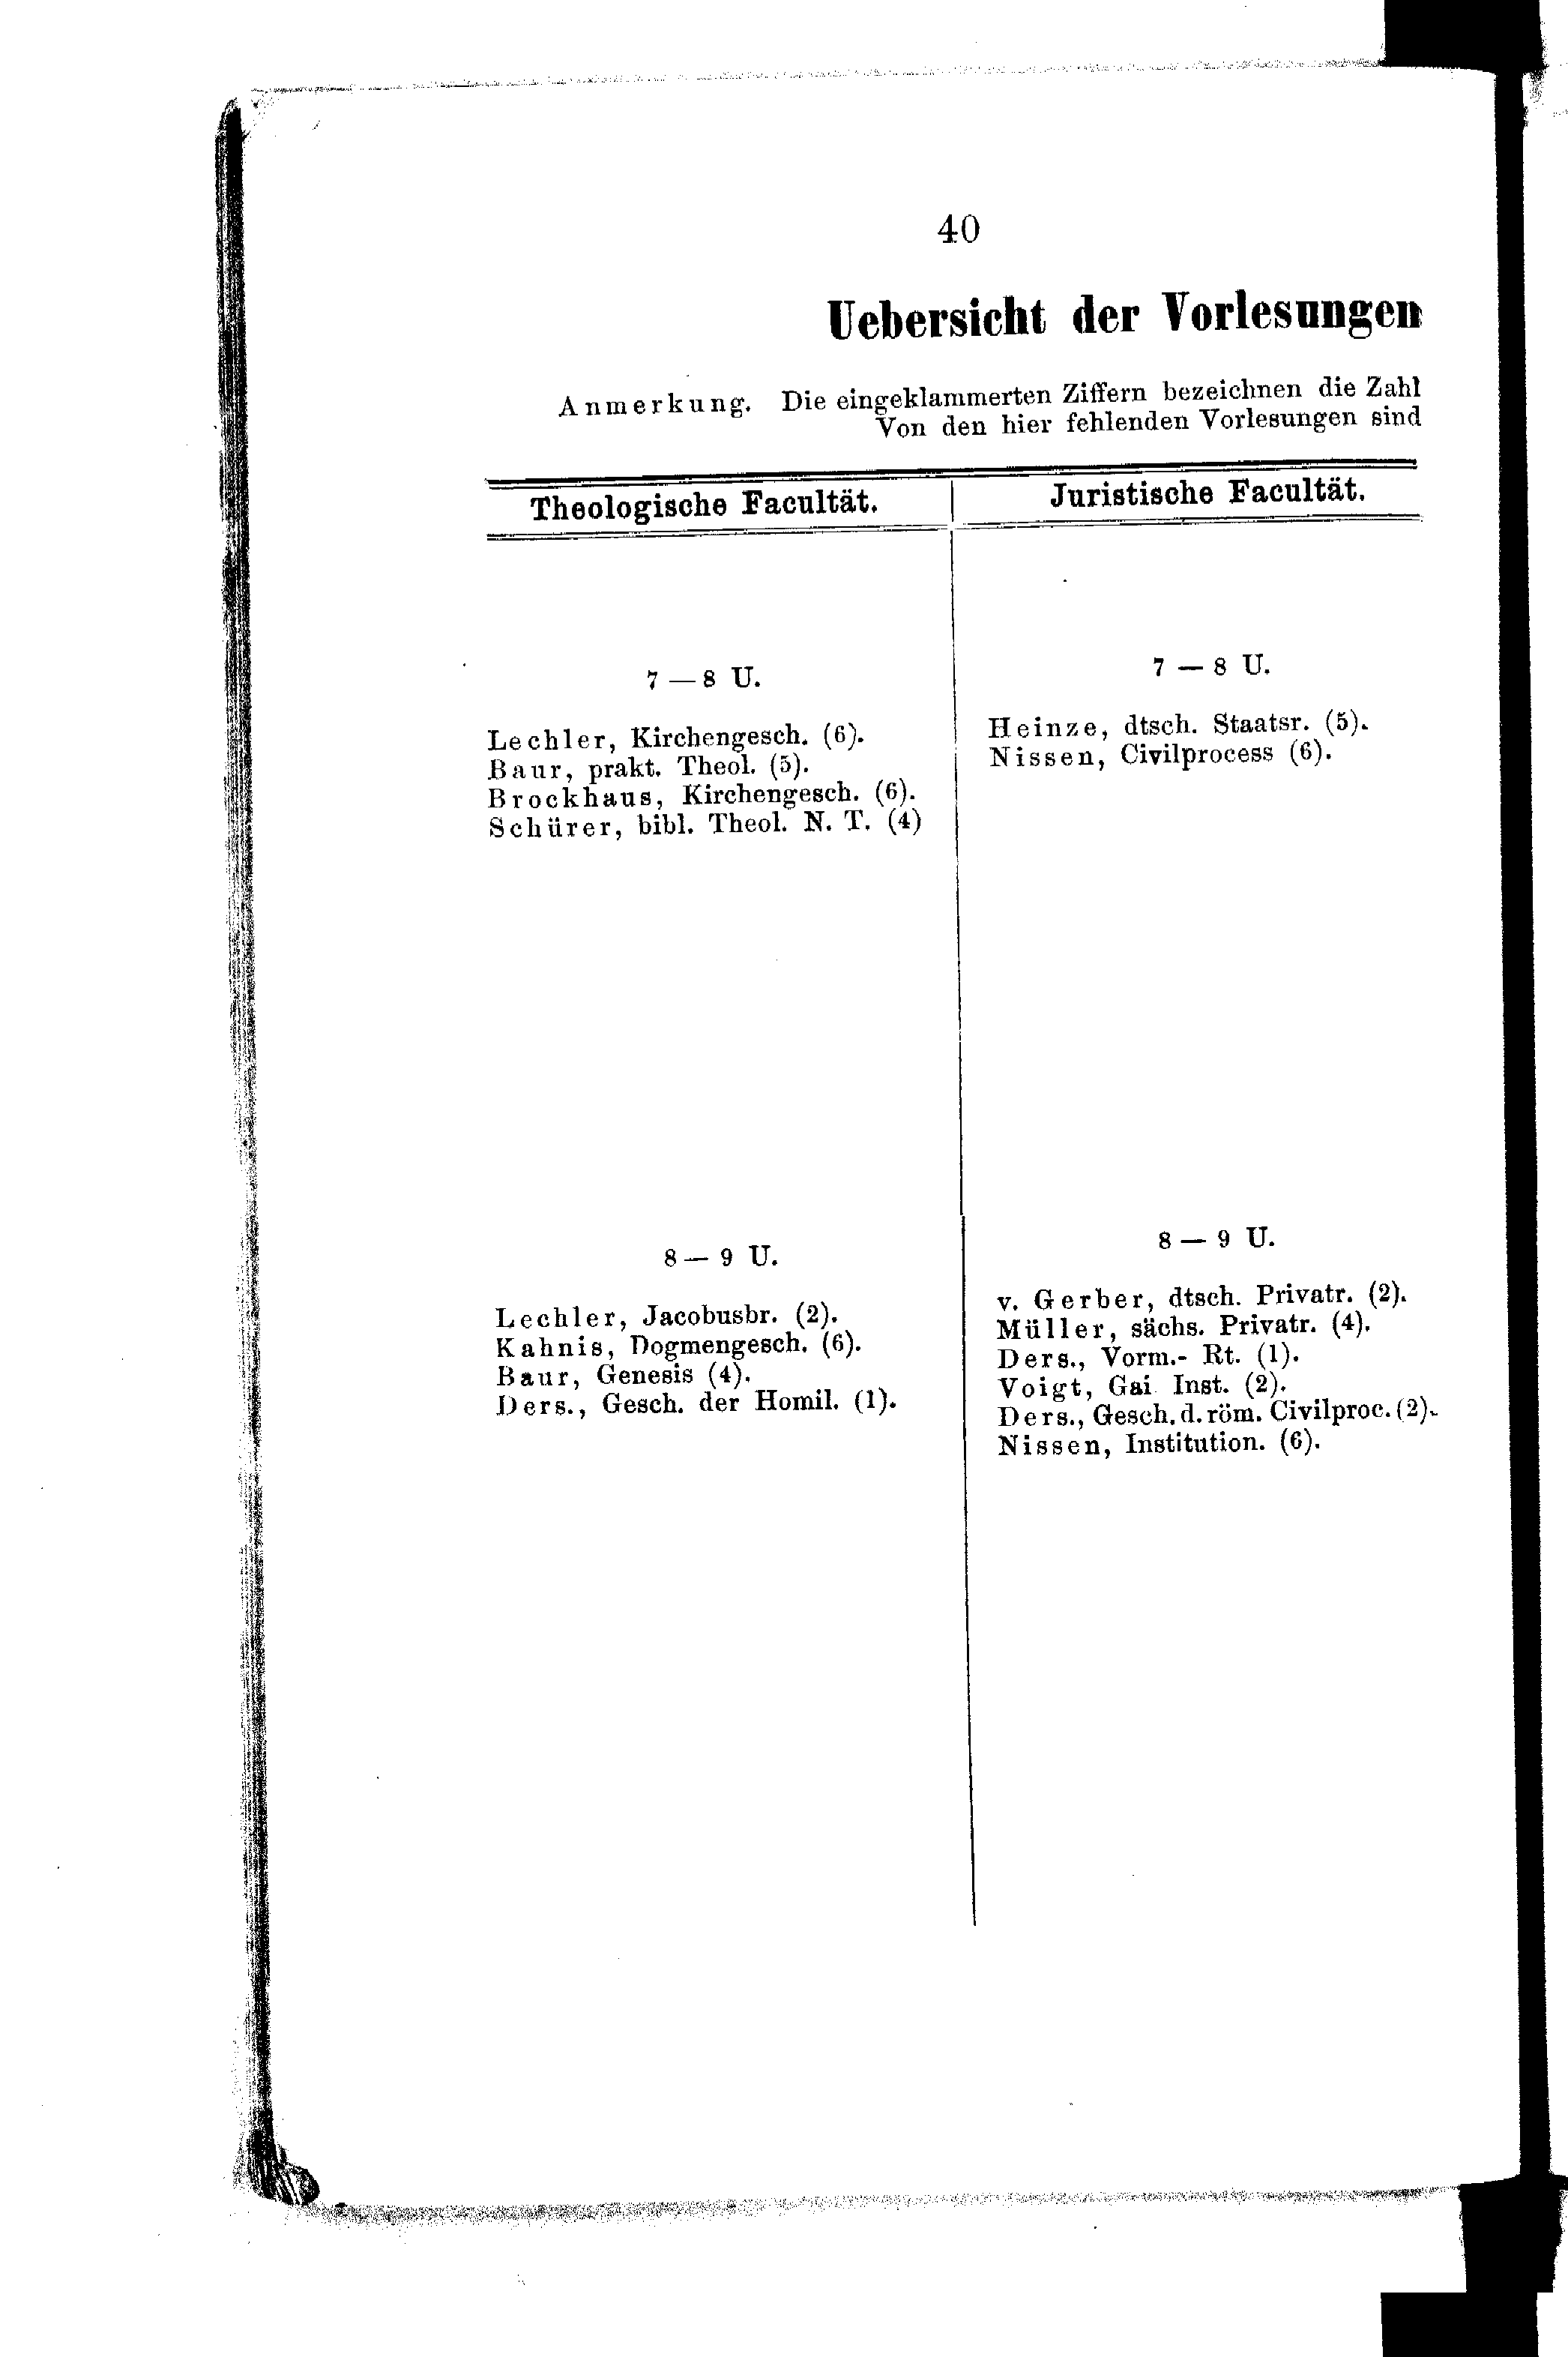 40
Uebersicht der Vorlesungen
Anmerkung. Die eingeklammerten Ziffern bezeichnen die Zahl
Von den hier fehlenden Vorlesungen sind
Theologische Facultät.
7 — 8 U.
Lechler, Kirchengesch. (6).
Baur, prakt. Theol. (5).
Brockhaus, Kirchengesch. (6).
Schürer, bibl. Theol. N. T. (4)
8 — 9 U.
Lechler, Jacobusbr. (2).
Kahnis, Dogmengesch. (6).
Baur, Genesis (4).
Ders., Gesch. der Homil. (1).
Juristische Facultät.
7 — 8 U.
Heinze, dtsch. Staatsr. (5).
Nissen, Civilprocess (6).
8 — 9 U.
v. Gerber, dtsch. Privatr. (2).
Müller, sächs. Privatr. (4).
Ders., Vorm.- Rt. (1).
Voigt, Gai Inst. (2).
Ders., Gesch. d. röm. Civilproc. (2).
Nissen, Institution. (6).